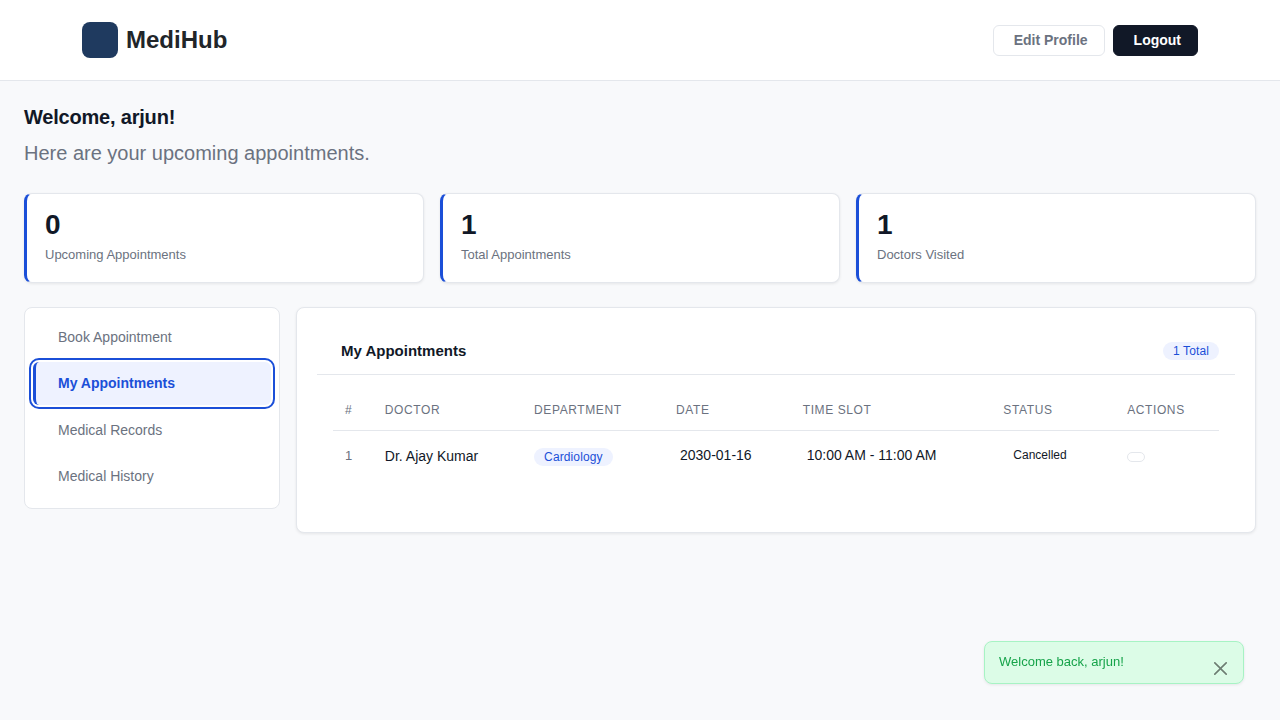 MediHub
Edit Profile
Logout
Welcome, arjun!
Here are your upcoming appointments.
0
Upcoming Appointments
1
Total Appointments
1
Doctors Visited
Book Appointment
My Appointments
Medical Records
Medical History
My Appointments
1 Total
# DOCTOR DEPARTMENT DATE TIME SLOT STATUS ACTIONS
1 Dr. Ajay Kumar Cardiology 2030-01-16 10:00 AM - 11:00 AM Cancelled
Welcome back, arjun!